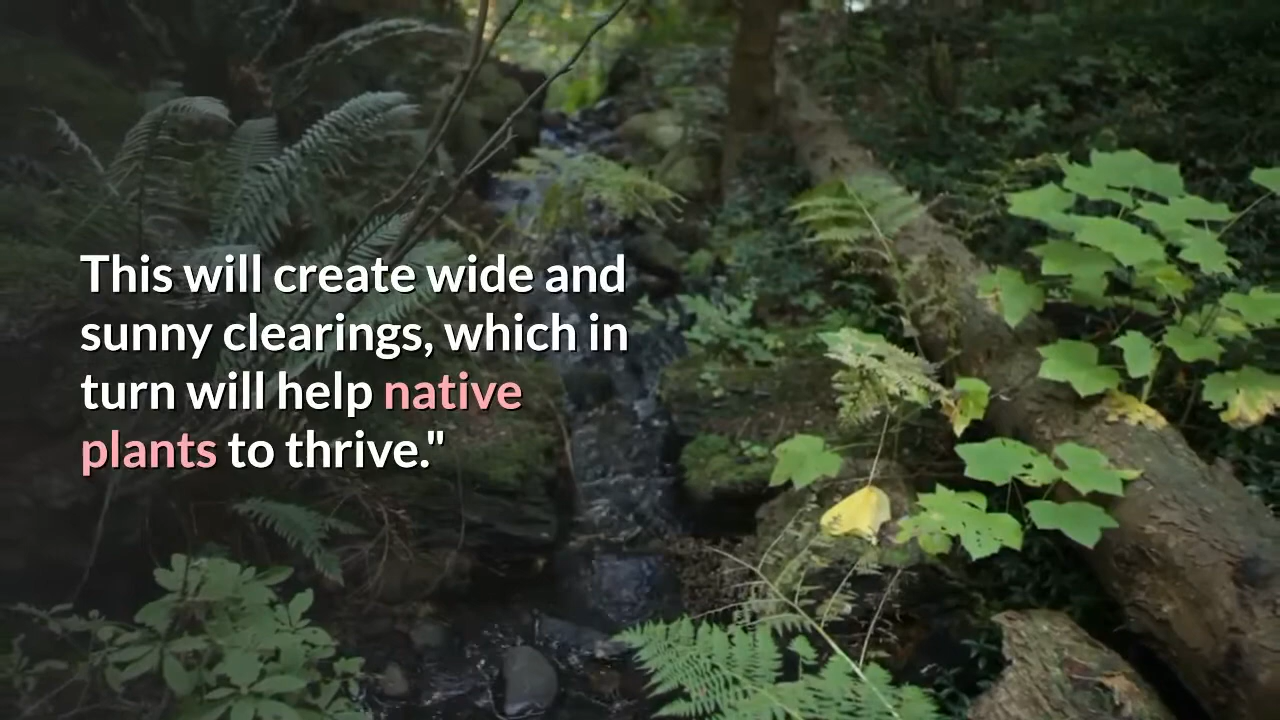 This will create wide and
sunny clearings, which in
turn will help native
plants to thrive."